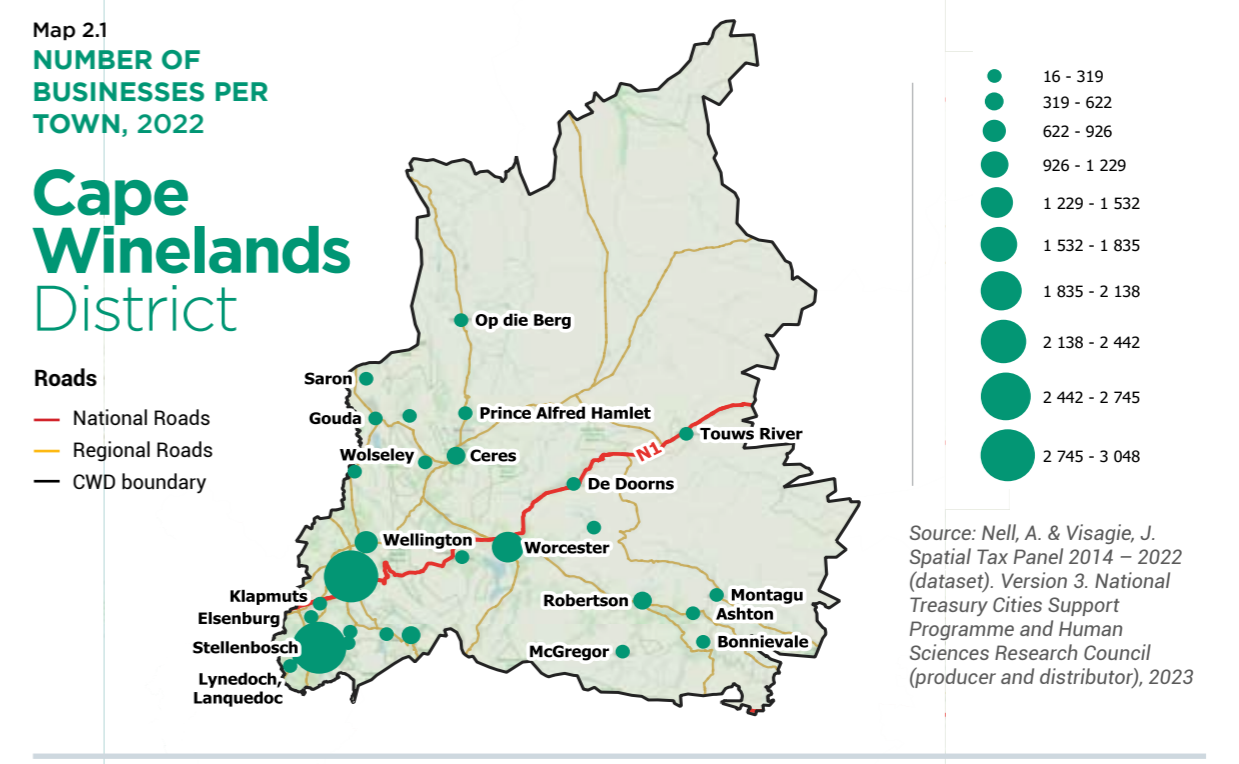 Map 2.1
NUMBER OF
BUSINESSES PER
TOWN, 2022
Cape
Winelands
District
Roads
National Roads
Regional Roads
CWD boundary
Op die Berg
Saron
Gouda
Prince Alfred Hamlet
Wolseley
Ceres
Touws River
N1
De Doorns
Wellington
Worcester
Klapmuts
Elsenburg
Stellenbosch
Lynedoch,
Lanquedoc
Robertson
Montagu
Ashton
Bonnievale
McGregor
16 - 319
319 - 622
622 - 926
926 - 1 229
1 229 - 1 532
1 532 - 1 835
1 835 - 2 138
2 138 - 2 442
2 442 - 2 745
2 745 - 3 048
Source: Nell, A. & Visagie, J.
Spatial Tax Panel 2014 – 2022
(dataset). Version 3. National
Treasury Cities Support
Programme and Human
Sciences Research Council
(producer and distributor), 2023